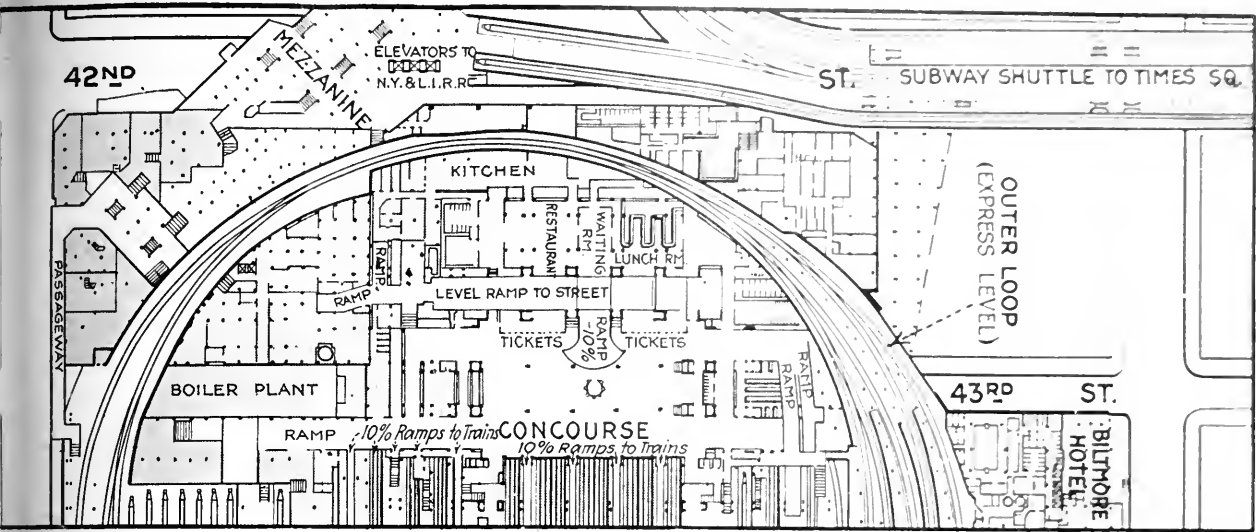 42ND
MEZZANINE
ELEVATORS TO
N.Y. & L.I.R.R.
ST.
SUBWAY SHUTTLE TO TIMES SQ.
KITCHEN
RESTAURANT
WAITING
RM.
LUNCH RM.
OUTER LOOP
(EXPRESS LEVEL)
PASSAGEWAY
RAMP
RAMP
LEVEL RAMP TO STREET
TICKETS
RAMP
-10%
TICKETS
BOILER PLANT
RAMP
RAMP
43RD
ST.
RAMP
-10% Ramps to Trains
CONCOURSE
10% Ramps to Trains
BILTMORE
HOTEL